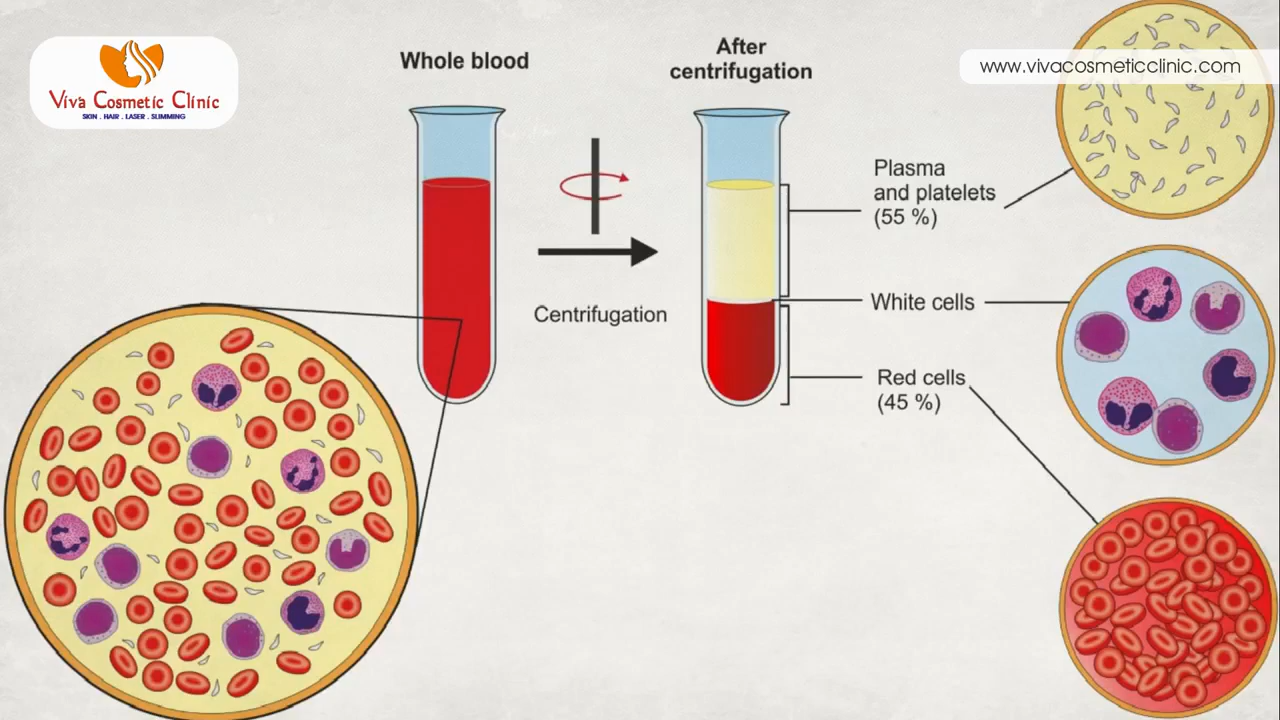 Viva Cosmetic Clinic
SKIN . HAIR . LASER . SLIMMING
Whole blood
After
centrifugation
www.vivacosmeticclinic.com
Plasma
and platelets
(55 %)
Centrifugation
White cells
Red cells
(45 %)